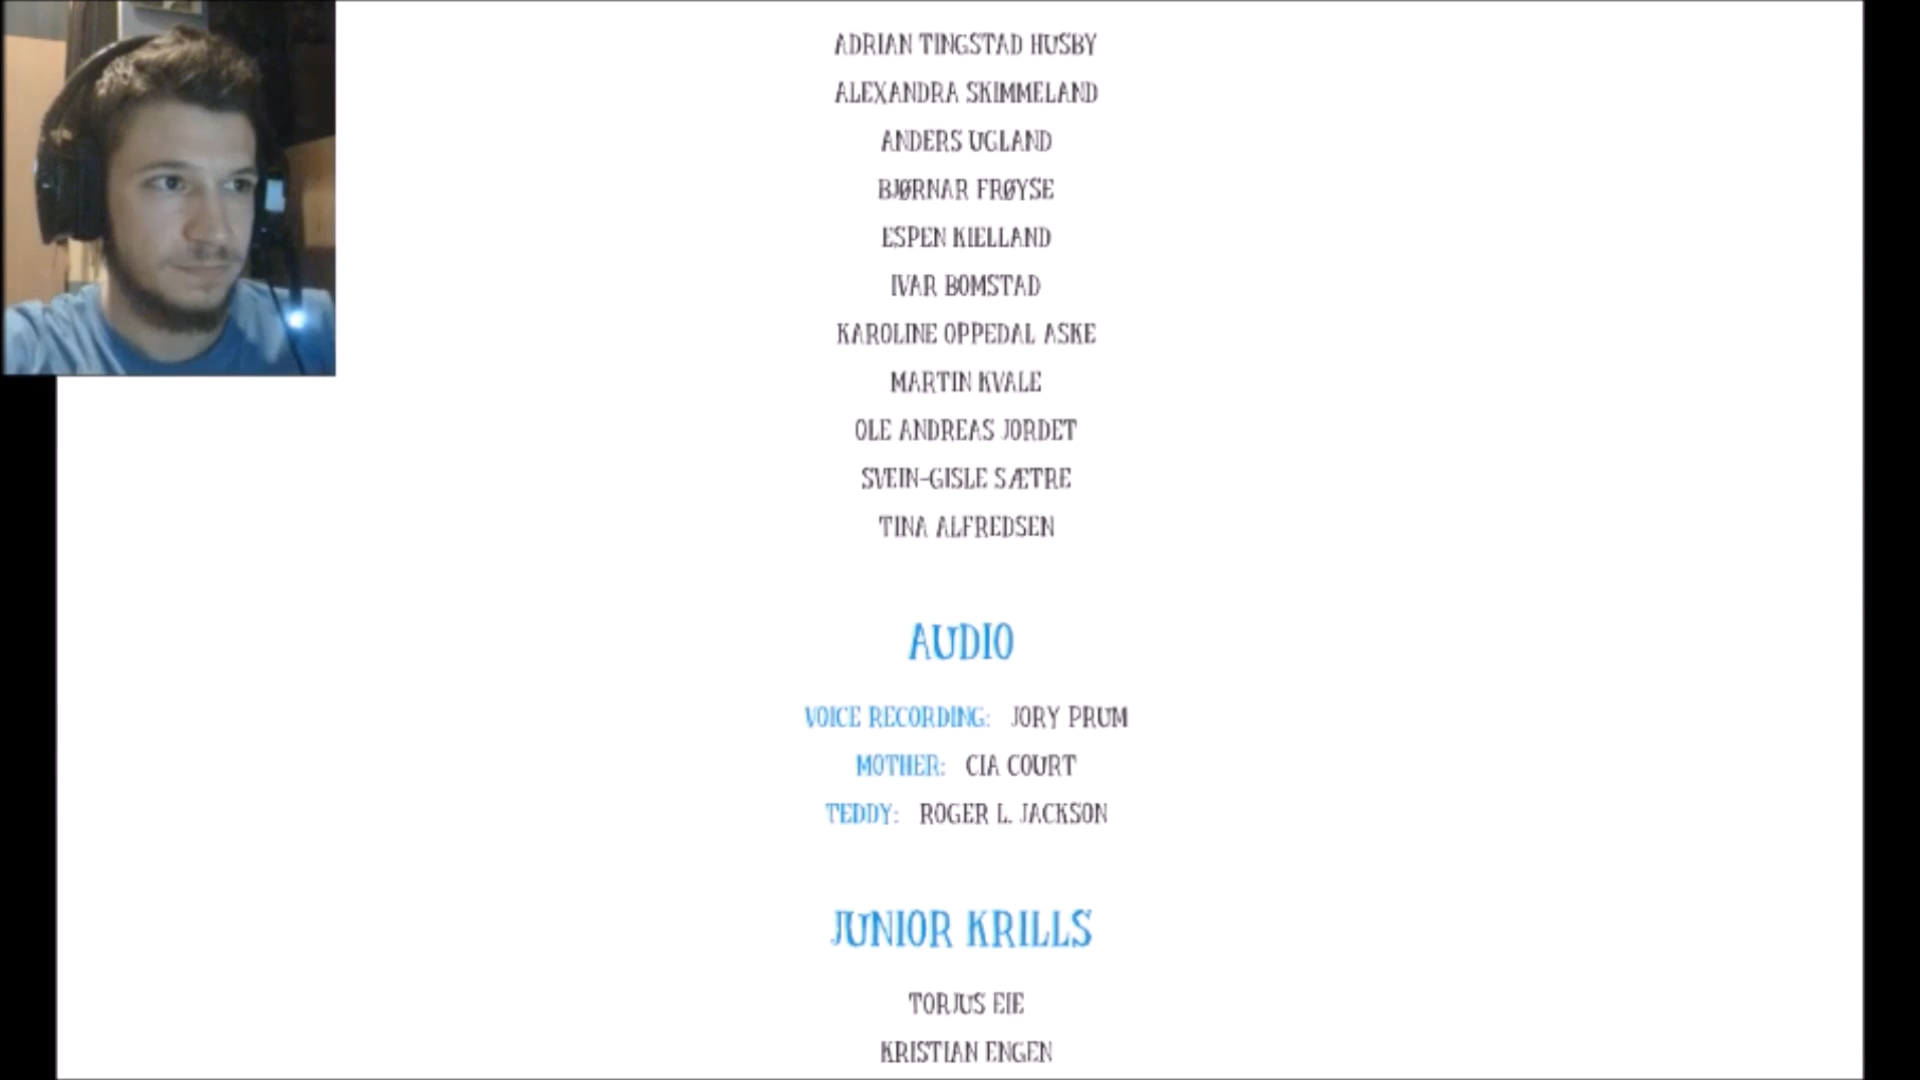 ADRIAN TINGSTAD HUSBY
ALEXANDRA SKIMMELAND
ANDERS UGLAND
BJØRNAR FRØYSE
ESPEN KIELLAND
IVAR BOMSTAD
KAROLINE OPPEDAL ASKE
MARTIN KVALE
OLE ANDREAS JORDET
SVEIN-GISLE SÆTRE
TINA ALFREDSEN
AUDIO
VOICE RECORDING: JORY PRUM
MOTHER: CIA COURT
TEDDY: ROGER L. JACKSON
JUNIOR KRILLS
TORJUS EIE
KRISTIAN ENGEN